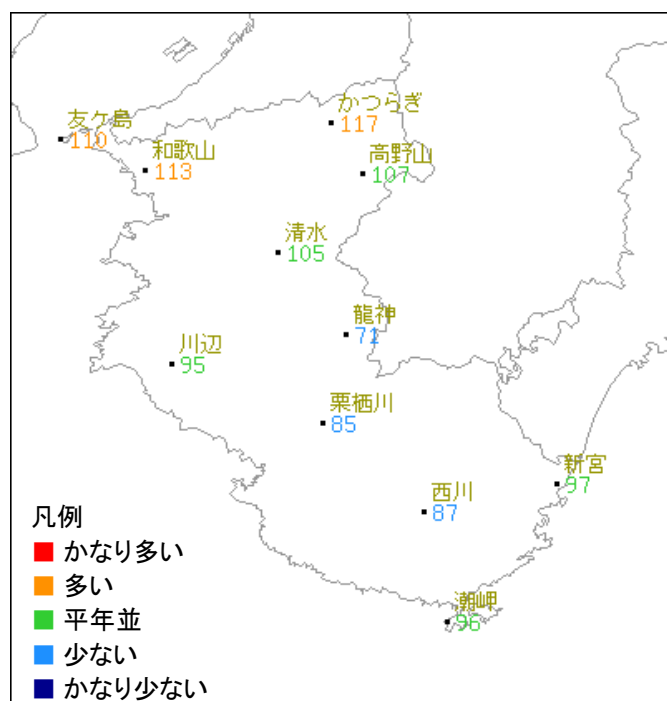 友ケ島
110
和歌山
113
かつらぎ
117
高野山
107
清水
105
龍神
71
川辺
95
栗栖川
85
新宮
97
西川
87
潮岬
96
凡例
かなり多い
多い
平年並
少ない
かなり少ない